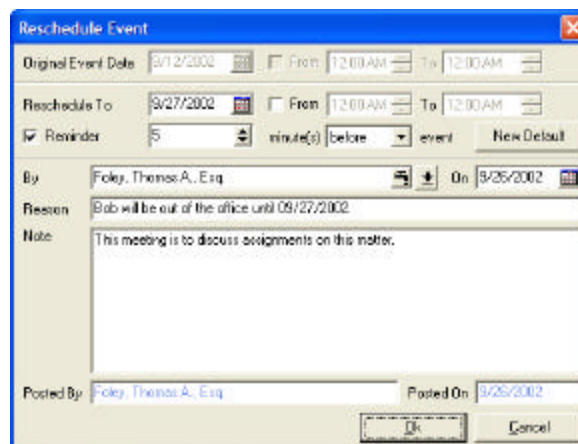 Reschedule Event
Original Event Date 9/12/2002 From 12:00 AM To 12:00 AM
Reschedule To 9/27/2002 From 12:00 AM To 12:00 AM
Reminder 5 minute(s) before event New Default
By Foley, Thomas A., Esq. On 9/26/2002
Reason Bob will be out of the office until 09/27/2002
Note This meeting is to discuss assignments on this matter.
Posted By Foley, Thomas A., Esq. Posted On 9/26/2002
Ok Cancel